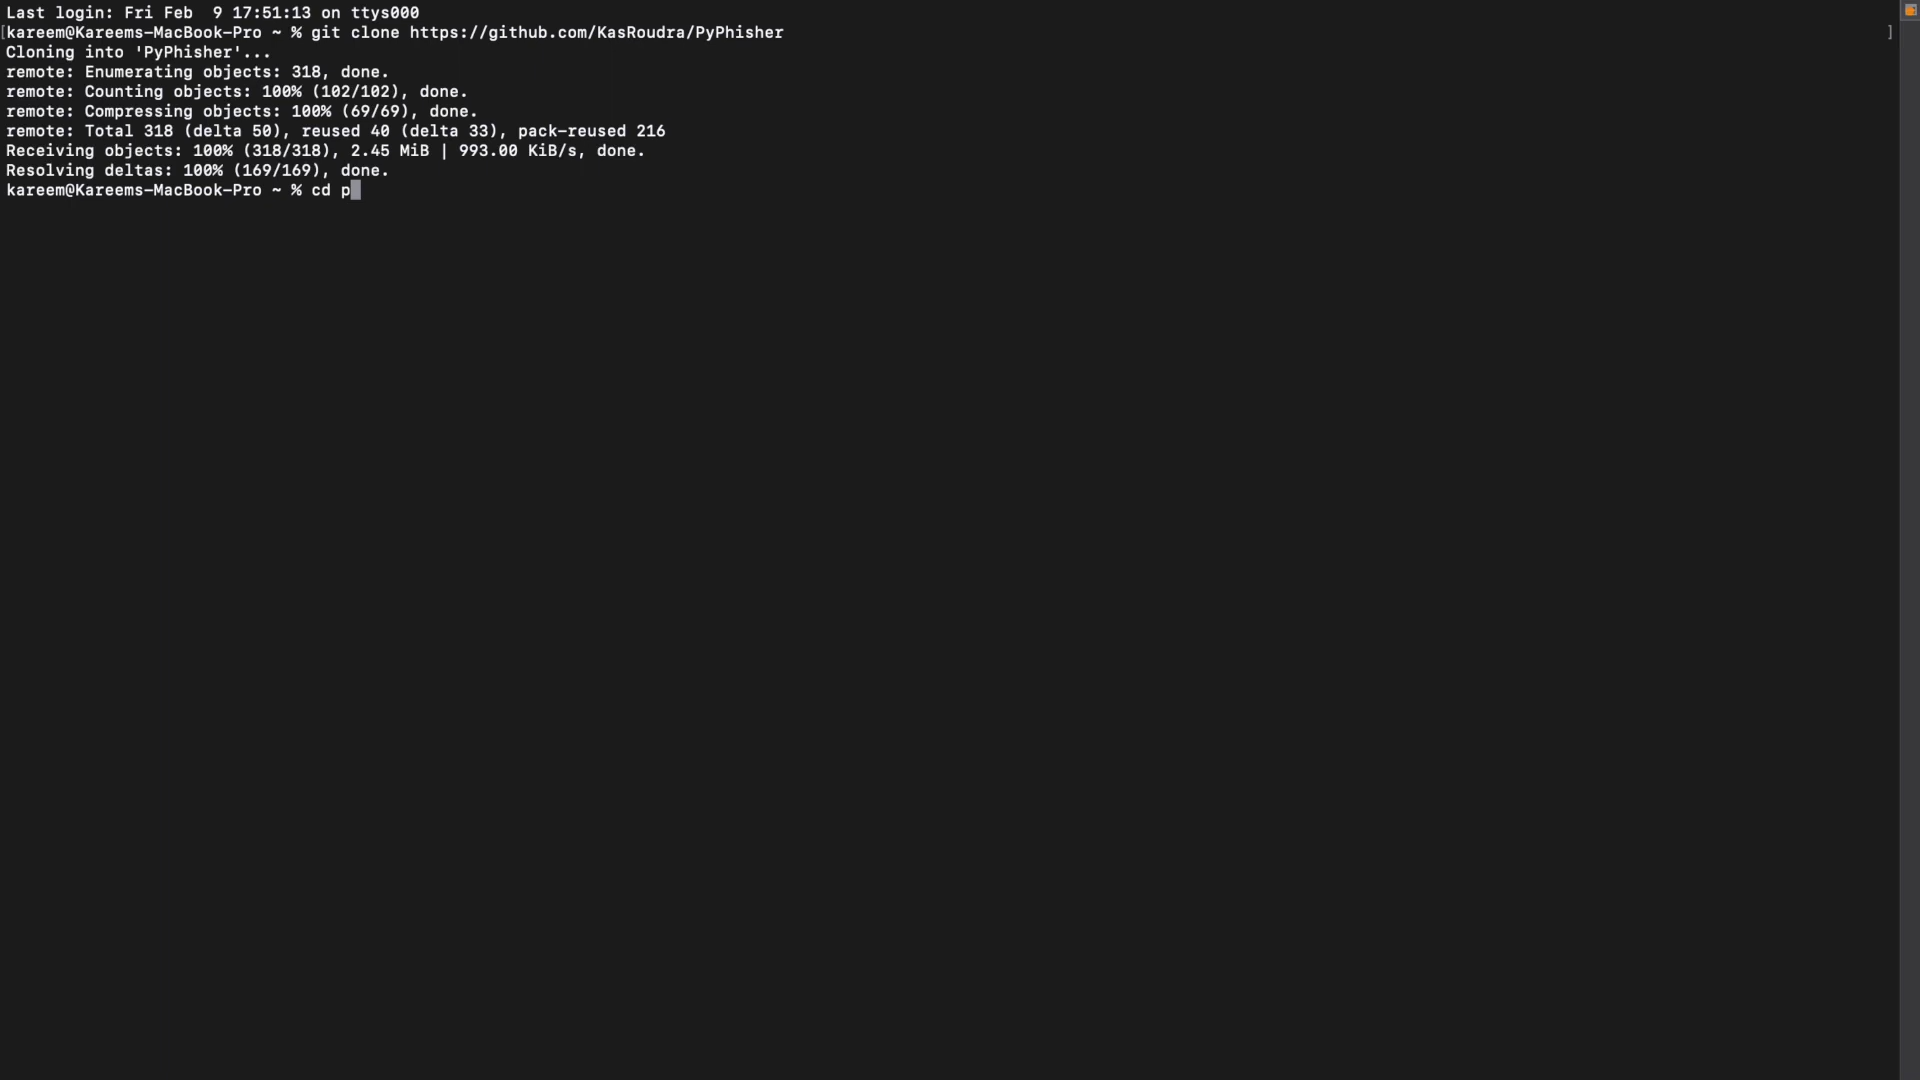 Last login: Fri Feb  9 17:51:13 on ttys000
[kareem@Kareems-MacBook-Pro ~ % git clone https://github.com/KasRoudra/PyPhisher ]
Cloning into 'PyPhisher'...
remote: Enumerating objects: 318, done.
remote: Counting objects: 100% (102/102), done.
remote: Compressing objects: 100% (69/69), done.
remote: Total 318 (delta 50), reused 40 (delta 33), pack-reused 216
Receiving objects: 100% (318/318), 2.45 MiB | 993.00 KiB/s, done.
Resolving deltas: 100% (169/169), done.
kareem@Kareems-MacBook-Pro ~ % cd p